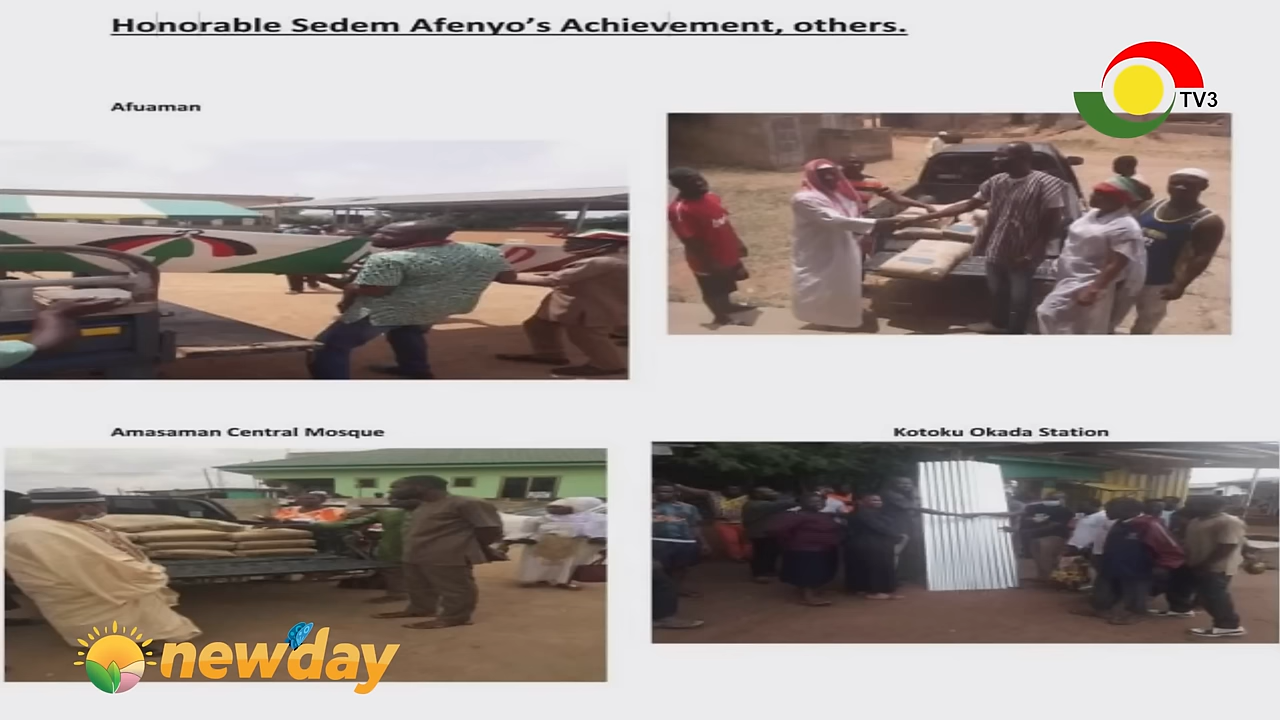 Honorable Sedem Afenyo's Achievement, others.
TV3
Afuaman
Amasaman Central Mosque
Kotoku Okada Station
newday